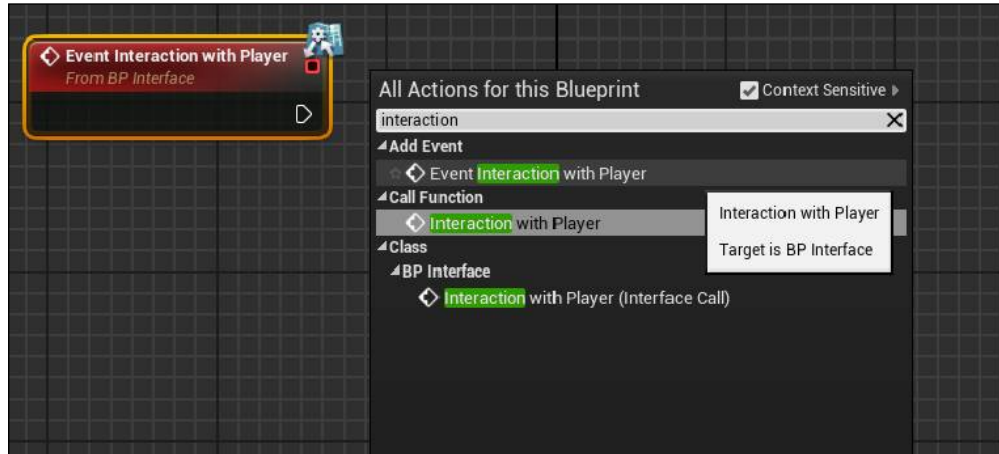 Event Interaction with Player
From BP Interface
All Actions for this Blueprint
Context Sensitive
interaction
Add Event
Event Interaction with Player
Call Function
Interaction with Player
Class
BP Interface
Interaction with Player (Interface Call)
Interaction with Player
Target is BP Interface